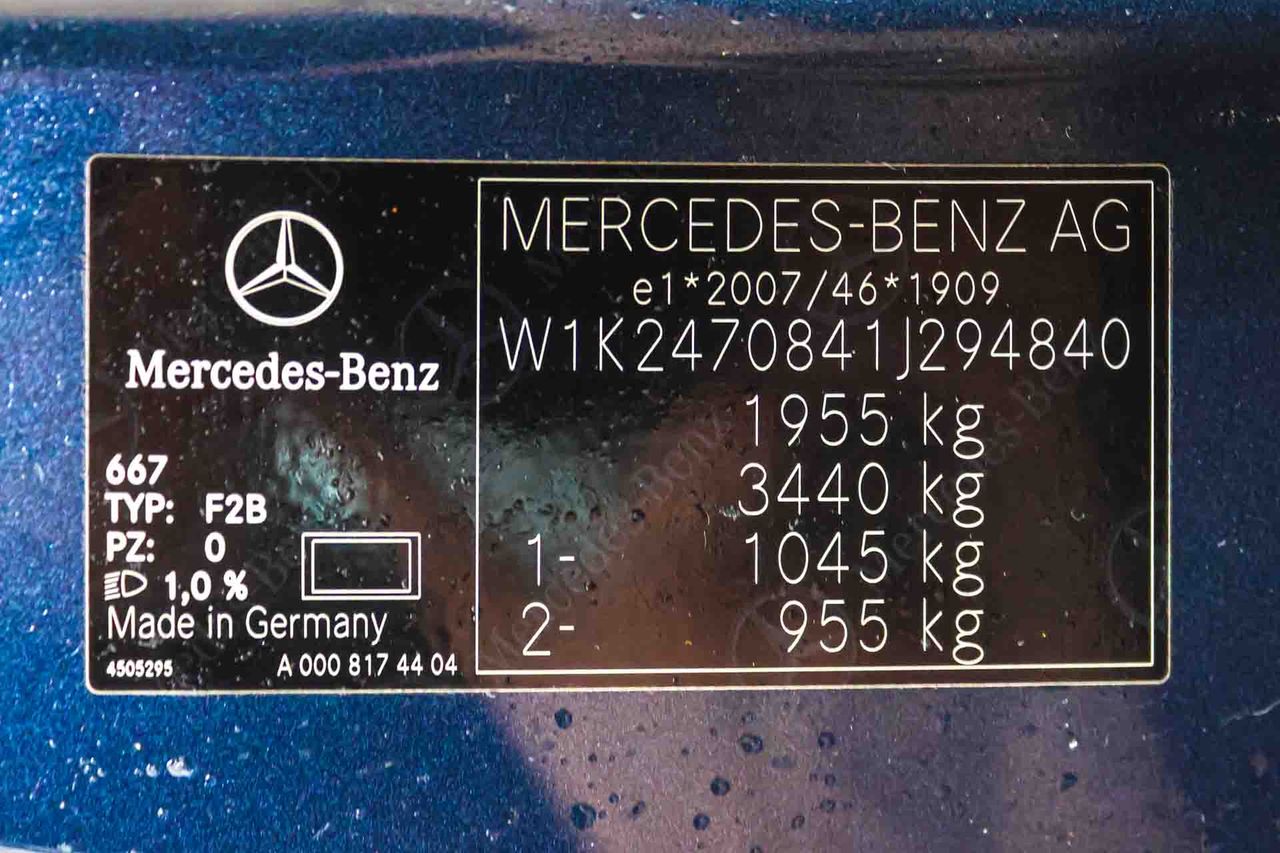 Mercedes-Benz
667
TYP: F2B
PZ: 0
1,0 %
Made in Germany
4505295 A 000 817 44 04
MERCEDES-BENZ AG
e1*2007/46*1909
W1K2470841J294840
1955 kg
3440 kg
1- 1045 kg
2- 955 kg